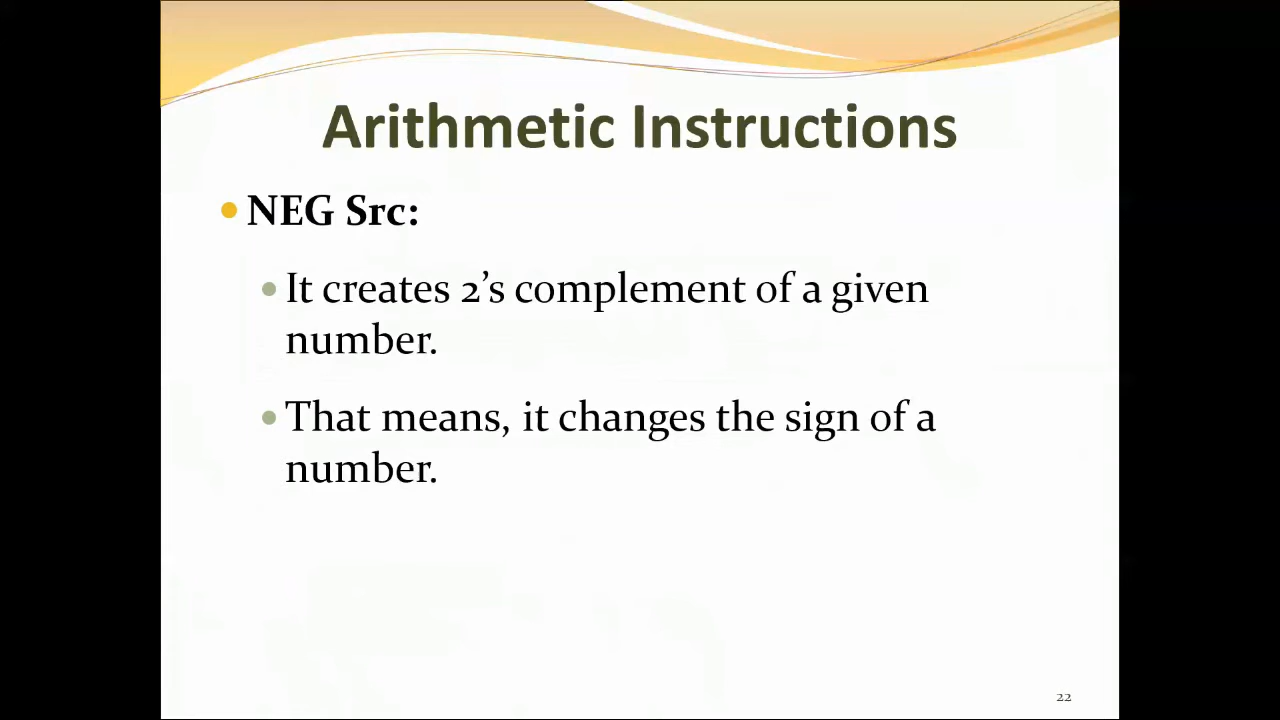 Arithmetic Instructions
NEG Src:
It creates 2’s complement of a given
number.
That means, it changes the sign of a
number.
22